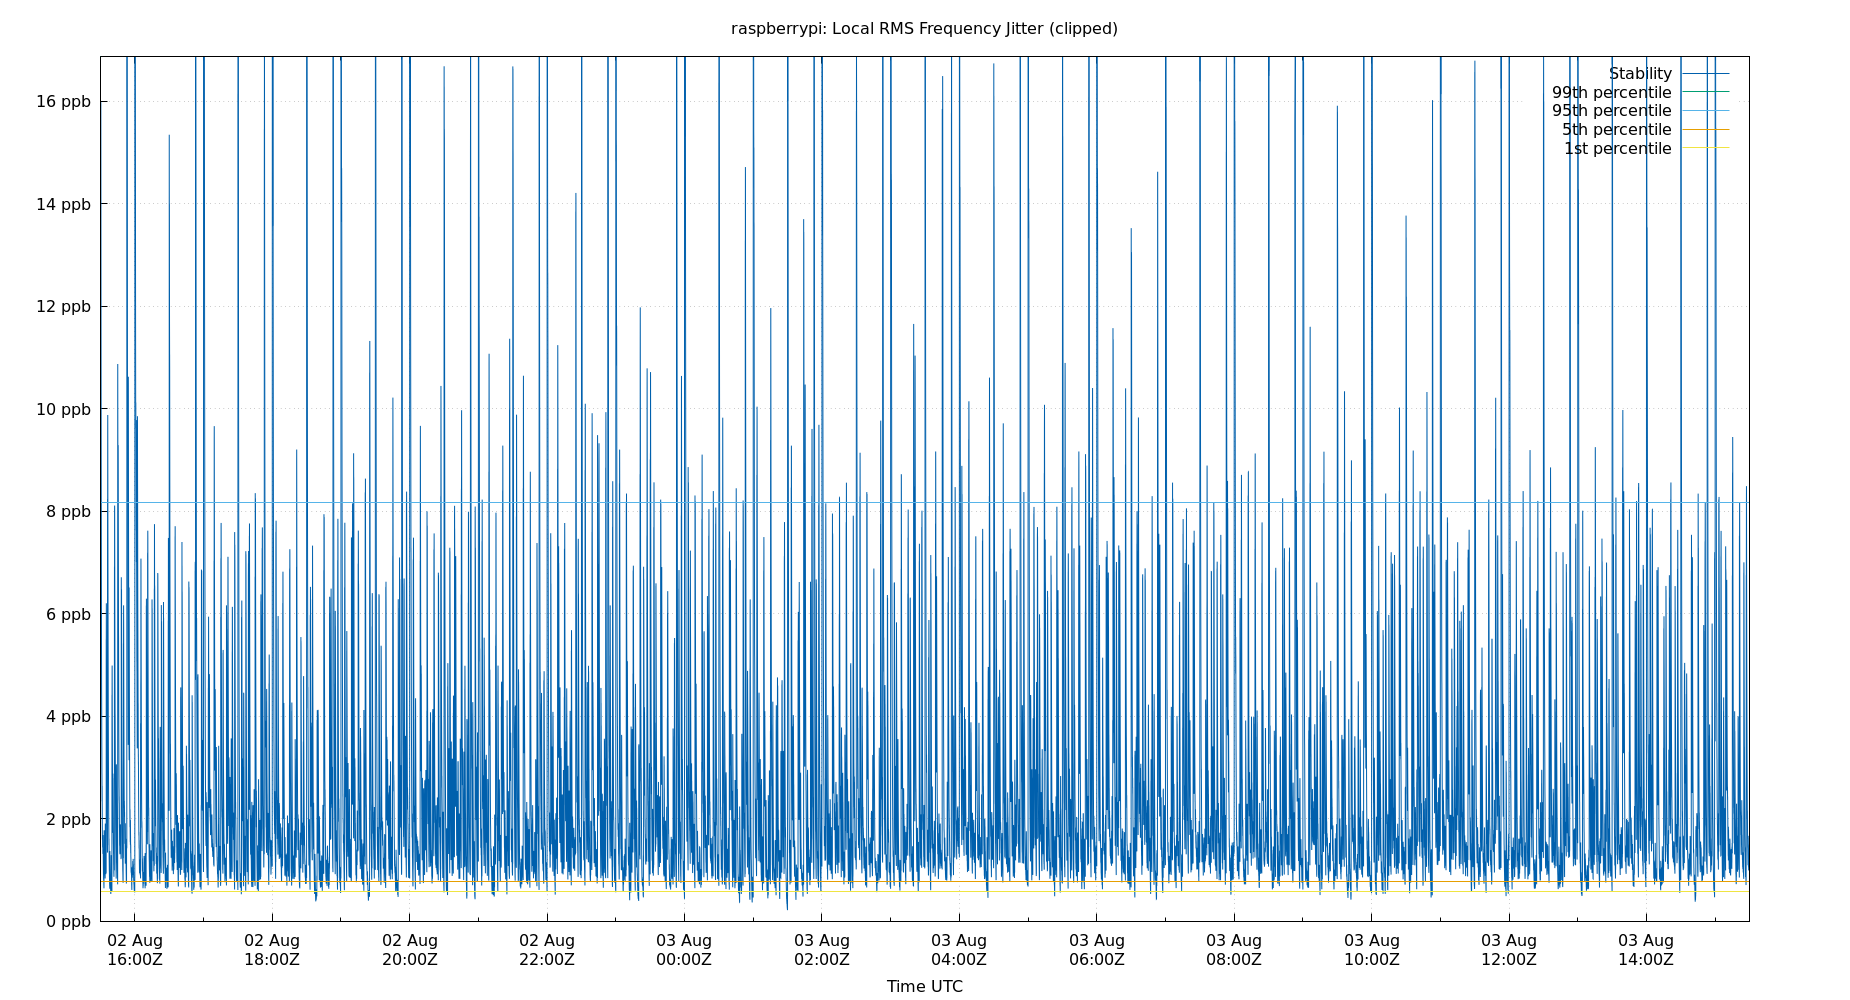 raspberrypi: Local RMS Frequency Jitter (clipped)
Stability
99th percentile
95th percentile
5th percentile
1st percentile
16 ppb
14 ppb
12 ppb
10 ppb
8 ppb
6 ppb
4 ppb
2 ppb
0 ppb
02 Aug 02 Aug 02 Aug 02 Aug 03 Aug 03 Aug 03 Aug 03 Aug 03 Aug 03 Aug 03 Aug 03 Aug
16:00Z 18:00Z 20:00Z 22:00Z 00:00Z 02:00Z 04:00Z 06:00Z 08:00Z 10:00Z 12:00Z 14:00Z
Time UTC